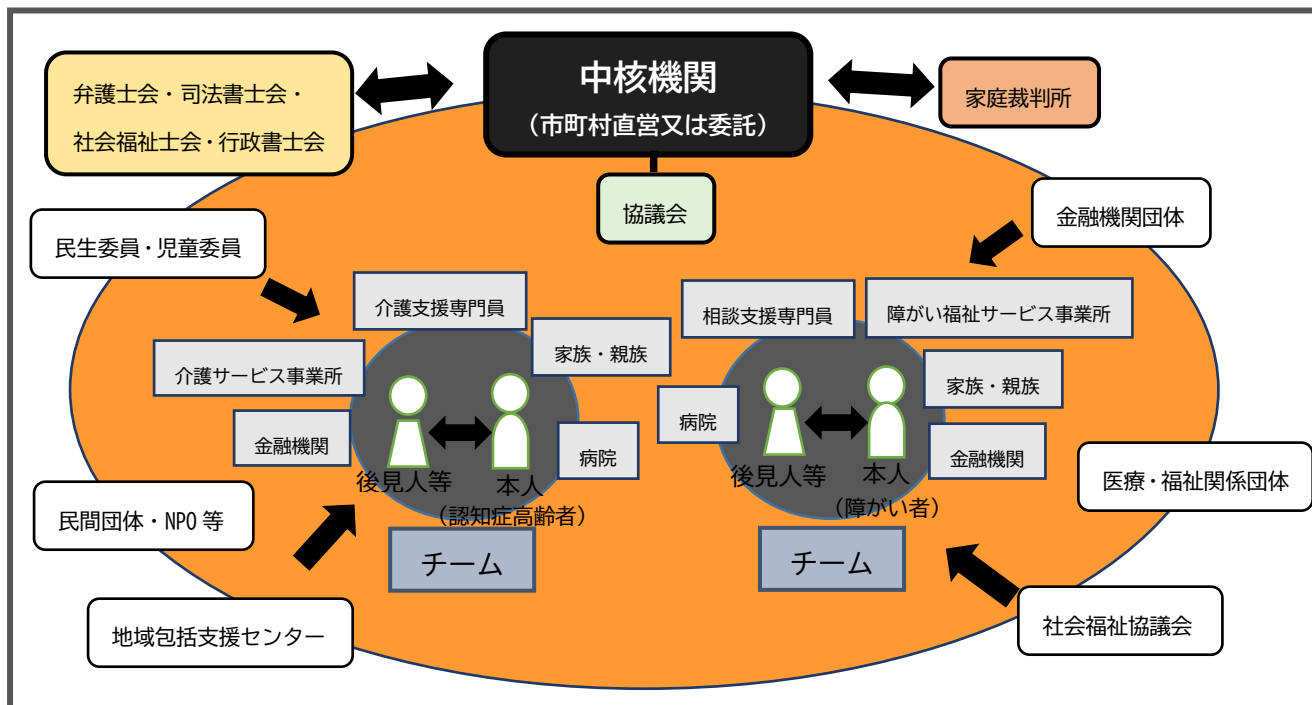 中核機関
（市町村直営又は委託）
弁護士会・司法書士会・
社会福祉士会・行政書士会
家庭裁判所
協議会
民生委員・児童委員
金融機関団体
介護支援専門員
家族・親族
介護サービス事業所
金融機関
病院
後見人等
本人
（認知症高齢者）
チーム
相談支援専門員
障がい福祉サービス事業所
病院
家族・親族
金融機関
後見人等
本人
（障がい者）
チーム
医療・福祉関係団体
民間団体・NPO 等
地域包括支援センター
社会福祉協議会